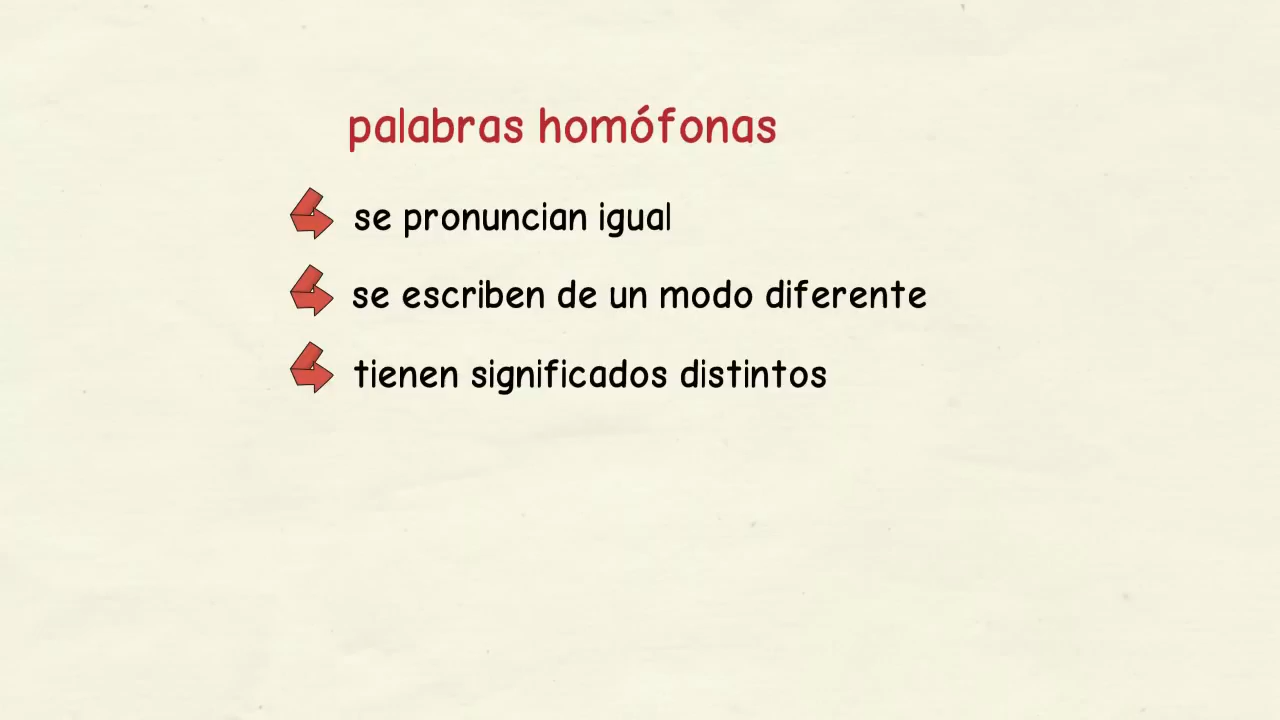 palabras homófonas
se pronuncian igual
se escriben de un modo diferente
tienen significados distintos